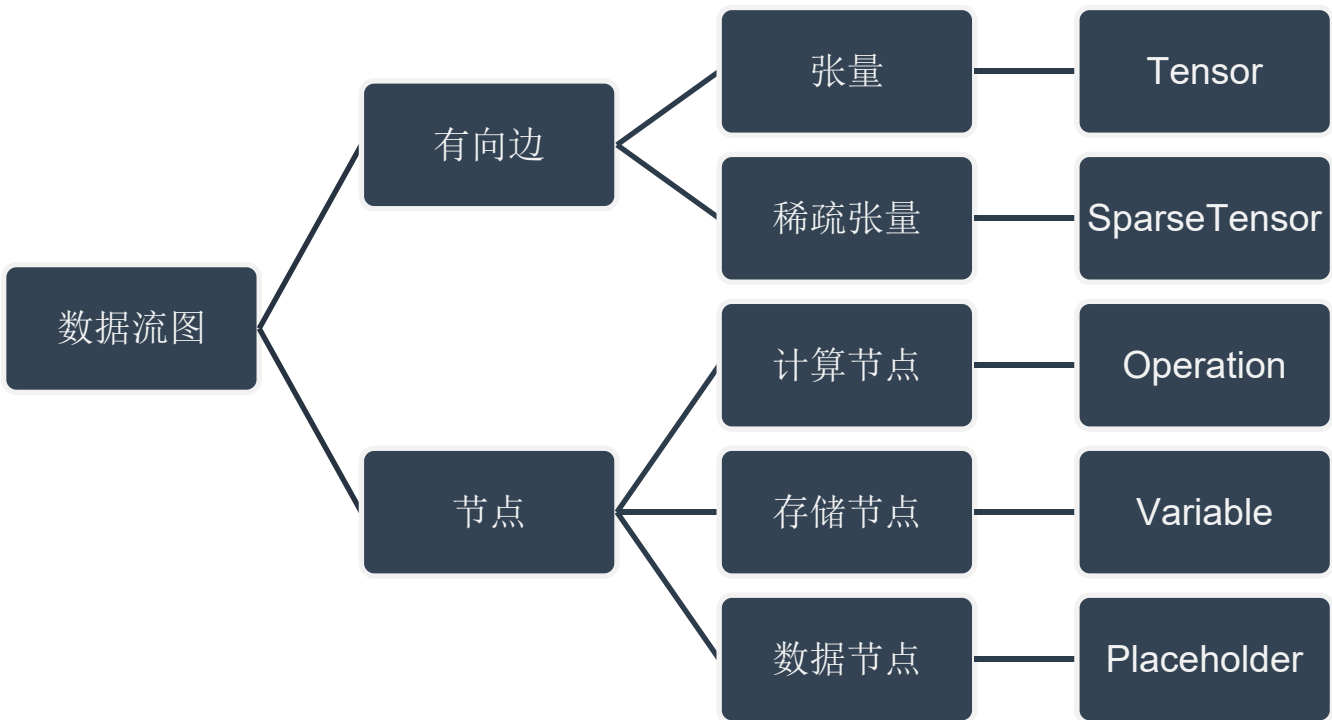 数据流图
有向边
张量
Tensor
稀疏张量
SparseTensor
节点
计算节点
Operation
存储节点
Variable
数据节点
Placeholder